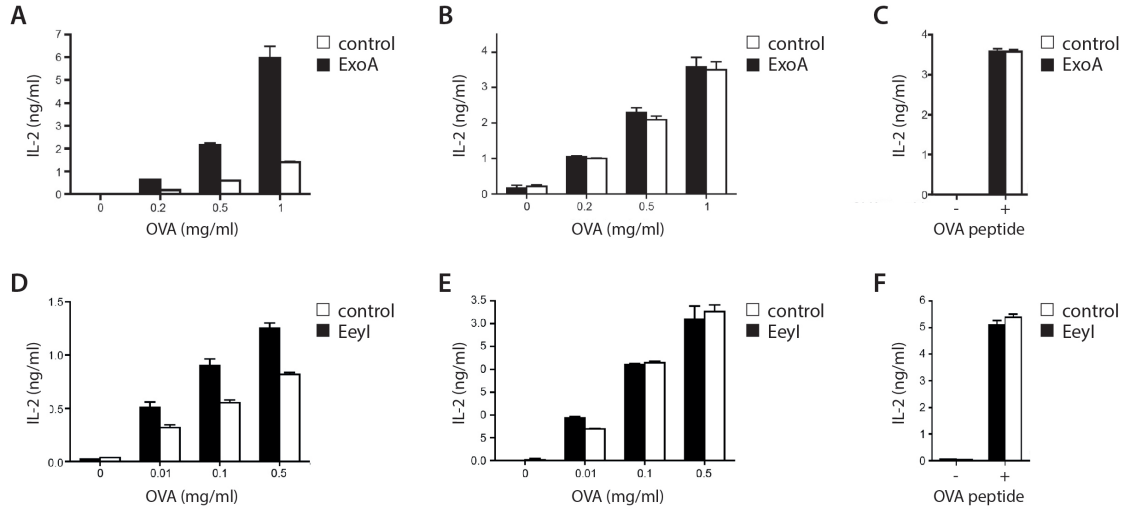 A
7
6
5
4
3
2
1
0
IL-2 (ng/ml)
0 0.2 0.5 1
OVA (mg/ml)
control
ExoA
B
4
3
2
1
0
IL-2 (ng/ml)
0 0.2 0.5 1
OVA (mg/ml)
control
ExoA
C
4
3
2
1
0
IL-2 (ng/ml)
- +
OVA peptide
control
ExoA
D
1.5
1.0
0.5
0.0
IL-2 (ng/ml)
0 0.01 0.1 0.5
OVA (mg/ml)
control
EeyI
E
3.5
3.0
5
0
5
0
5
0.0
IL-2 (ng/ml)
0 0.01 0.1 0.5
OVA (mg/ml)
control
EeyI
F
6
5
4
3
2
1
0
IL-2 (ng/ml)
- +
OVA peptide
control
EeyI